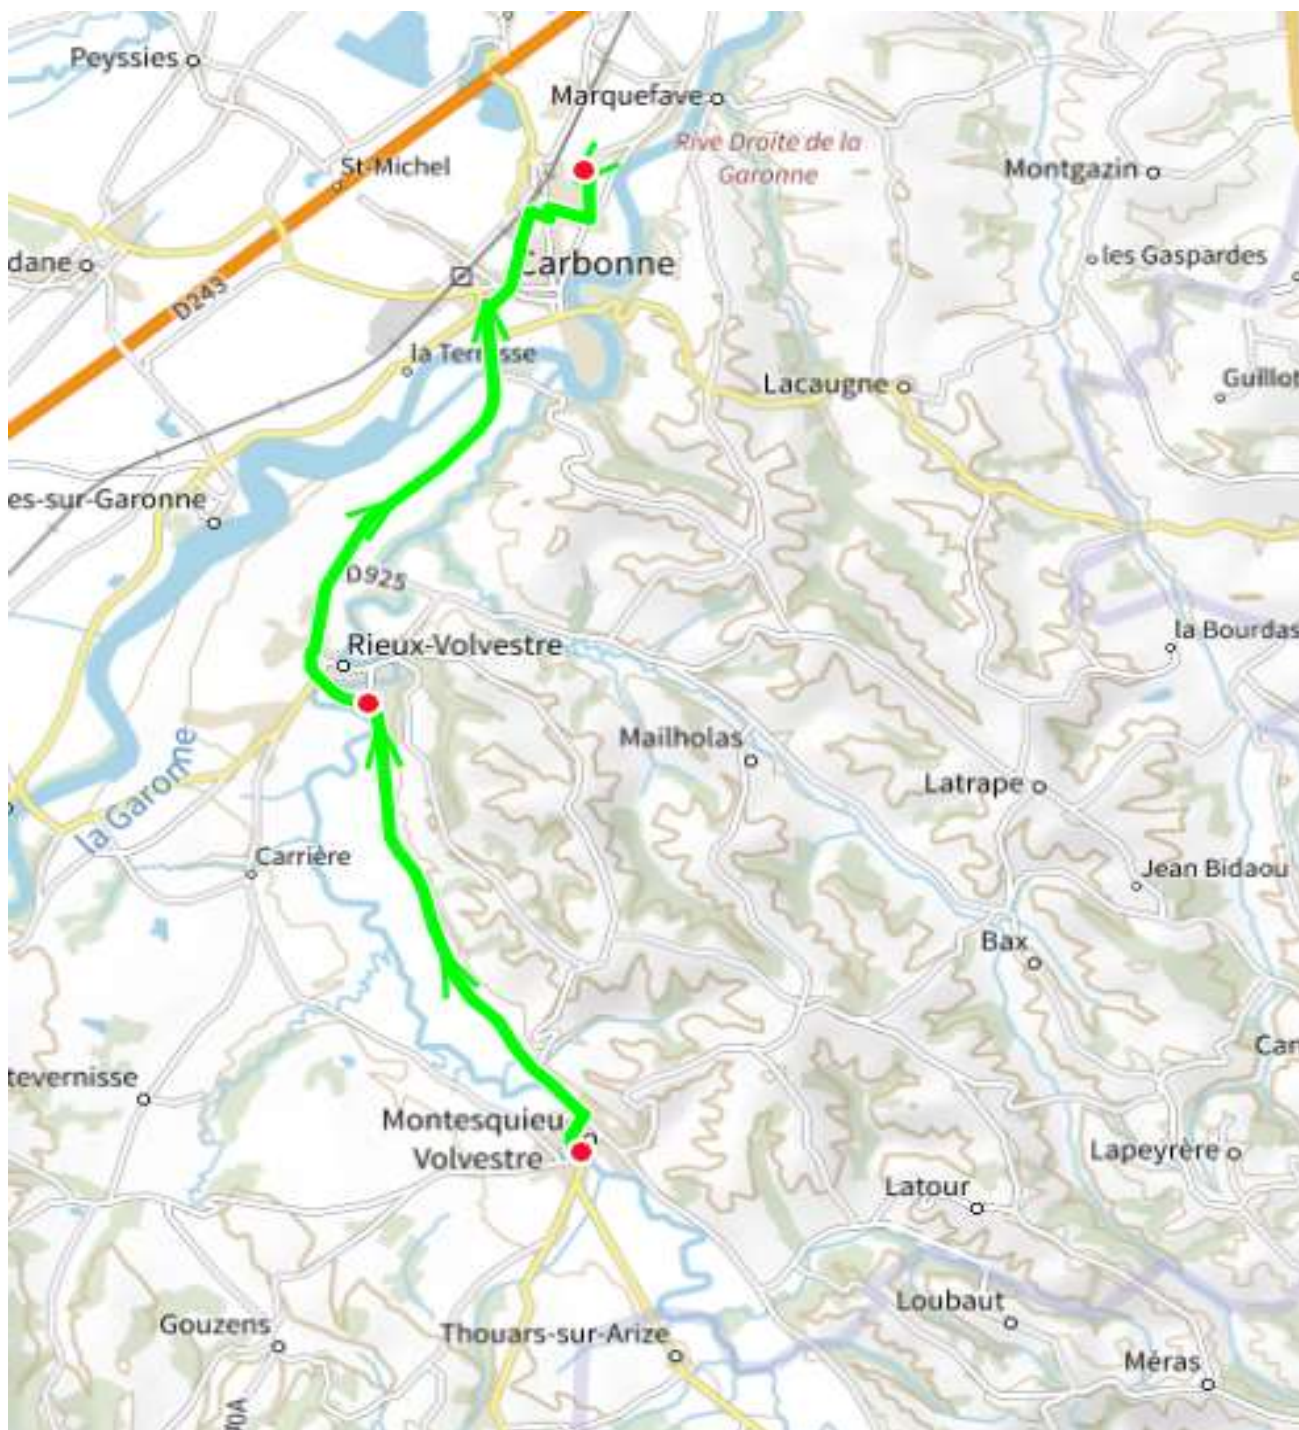 Peyssies
Marquefave
Rive Droite de la
Garonne
St-Michel
Montgazin
dane
Carbonne
les Gaspardes
D243
la Terrasse
Lacaugne
Guillot
es-sur-Garonne
D925
Rieux-Volvestre
la Bourdas
Mailholas
Latrape
la Garonne
Carrière
Jean Bidaou
Bax
Car
tevernisse
Montesquieu
Volvestre
Lapeyrère
Latour
Loubaut
Gouzens
Thouars-sur-Arize
Méras